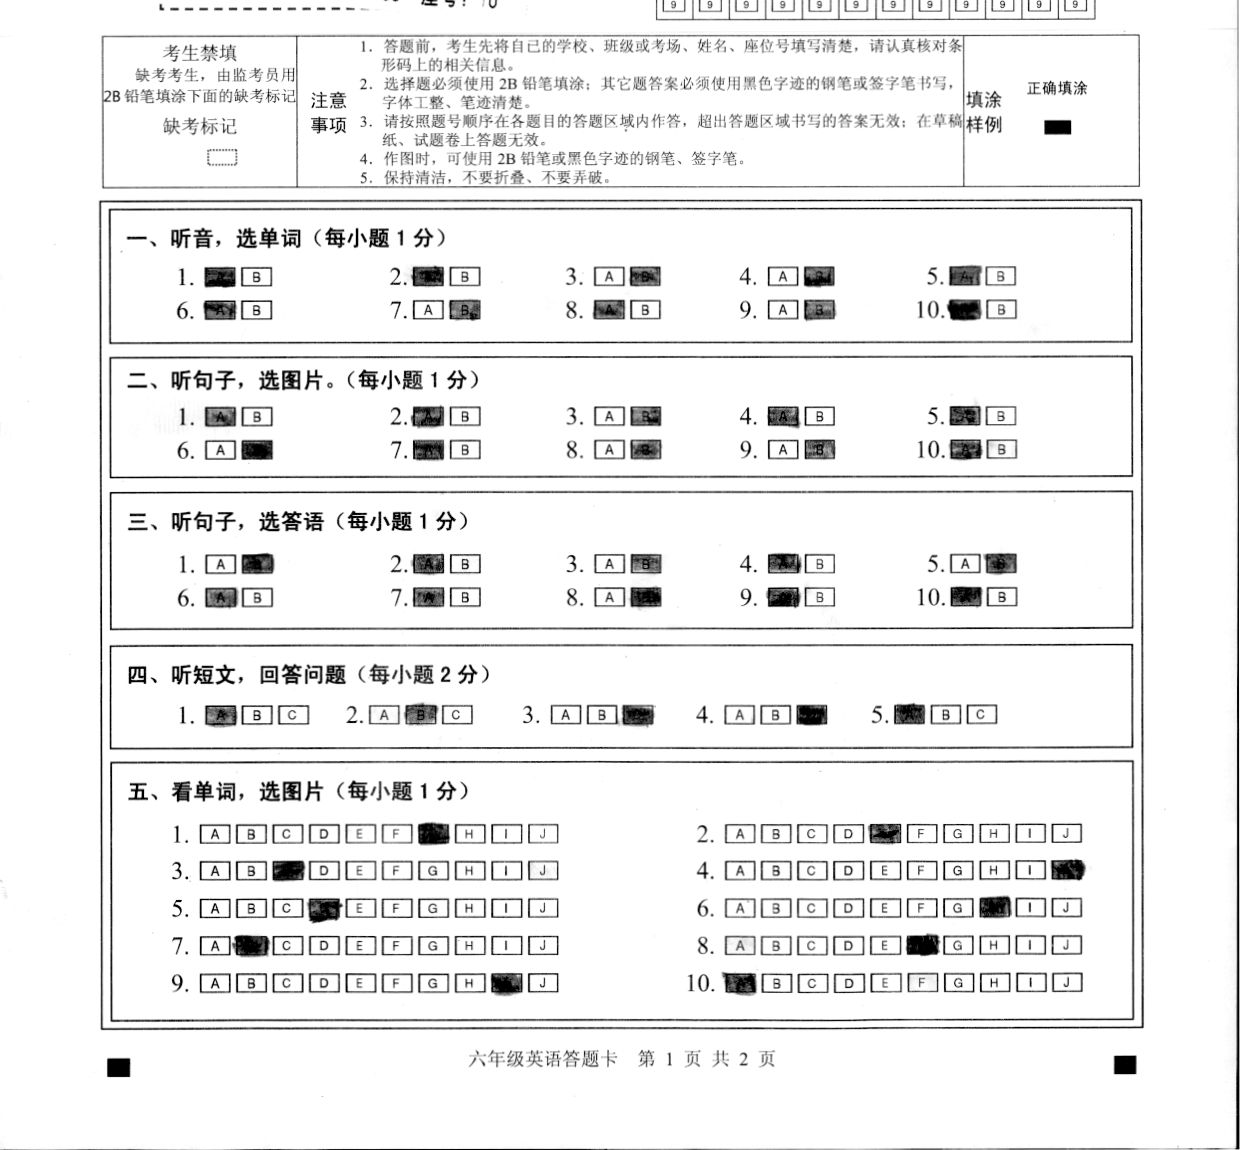 9 9 9 9 9 9 9 9 9 9 9 9
考生禁填
缺考考生，由监考员用
2B 铅笔填涂下面的缺考标记
缺考标记
注意
事项
1．答题前，考生先将自己的学校、班级或考场、姓名、座位号填写清楚，请认真核对条
形码上的相关信息。
2．选择题必须使用 2B 铅笔填涂；其它题答案必须使用黑色字迹的钢笔或签字笔书写，
字体工整、笔迹清楚。
3．请按照题号顺序在各题目的答题区域内作答，超出答题区域书写的答案无效；在草稿
纸、试题卷上答题无效。
4．作图时，可使用 2B 铅笔或黑色字迹的钢笔、签字笔。
5．保持清洁，不要折叠、不要弄破。
填涂
样例
正确填涂
一、听音，选单词（每小题 1 分）
1. A B 2. B 3. A B 4. A B 5. A B
6. A B 7. A B 8. A B 9. A B 10. B
二、听句子，选图片。（每小题 1 分）
1. A B 2. A B 3. A B 4. A B 5. A B
6. A 7. A B 8. A B 9. A B 10. A B
三、听句子，选答语（每小题 1 分）
1. A B 2. A B 3. A B 4. A B 5. A B
6. A B 7. A B 8. A B 9. A B 10. A B
四、听短文，回答问题（每小题 2 分）
1. A B C 2. A B C 3. A B 4. A B 5. A B C
五、看单词，选图片（每小题 1 分）
1. A B C D E F H I J 2. A B C D F G H I J
3. A B D E F G H I J 4. A B C D E F G H I
5. A B C E F G H I J 6. A B C D E F G I J
7. A C D E F G H I J 8. A B C D E G H I J
9. A B C D E F G H J 10. B C D E F G H I J
六年级英语答题卡 第 1 页 共 2 页